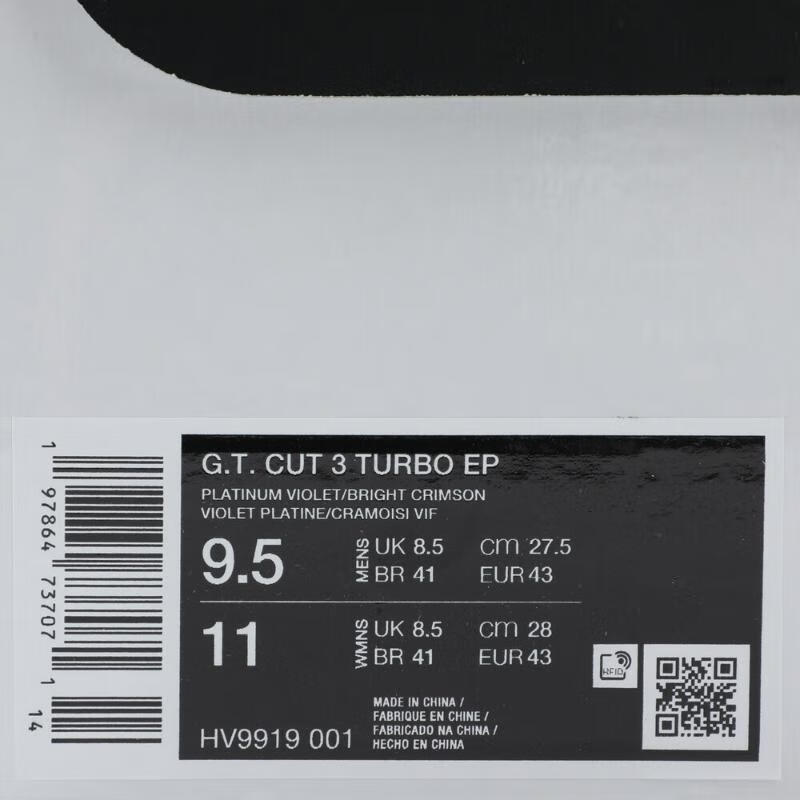 G.T. CUT 3 TURBO EP
PLATINUM VIOLET/BRIGHT CRIMSON
VIOLET PLATINE/CRAMOISI VIF
9.5 MENS UK 8.5 cm 27.5
BR 41 EUR 43
11 WMNS UK 8.5 cm 28
BR 41 EUR 43
RFID
HV9919 001
MADE IN CHINA /
FABRIQUE EN CHINE /
FABRICADO NA CHINA /
HECHO EN CHINA
1 97864 73707 1 14